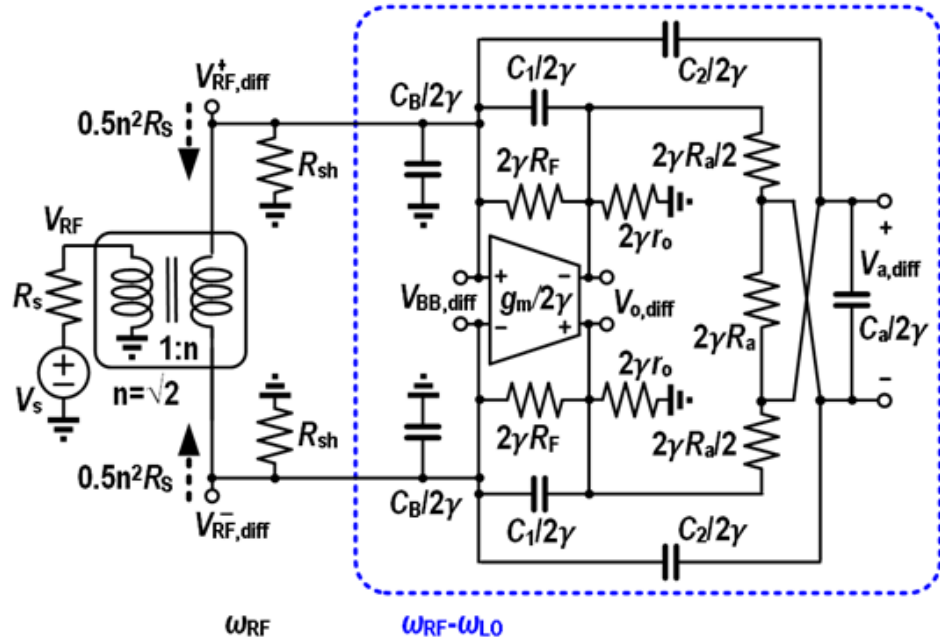 V⁺RF,diff
0.5n²RS
CB/2γ
C1/2γ
C2/2γ
Rsh
2γRF
2γRa/2
2γro
VRF
Rs
Vs
1:n
n=√2
VBB,diff
+
−
gm/2γ
−
+
Vo,diff
2γRa
+
Va,diff
−
Ca/2γ
2γro
Rsh
2γRF
2γRa/2
0.5n²RS
V⁻RF,diff
CB/2γ
C1/2γ
C2/2γ
+
−
ωRF
ωRF-ωLO